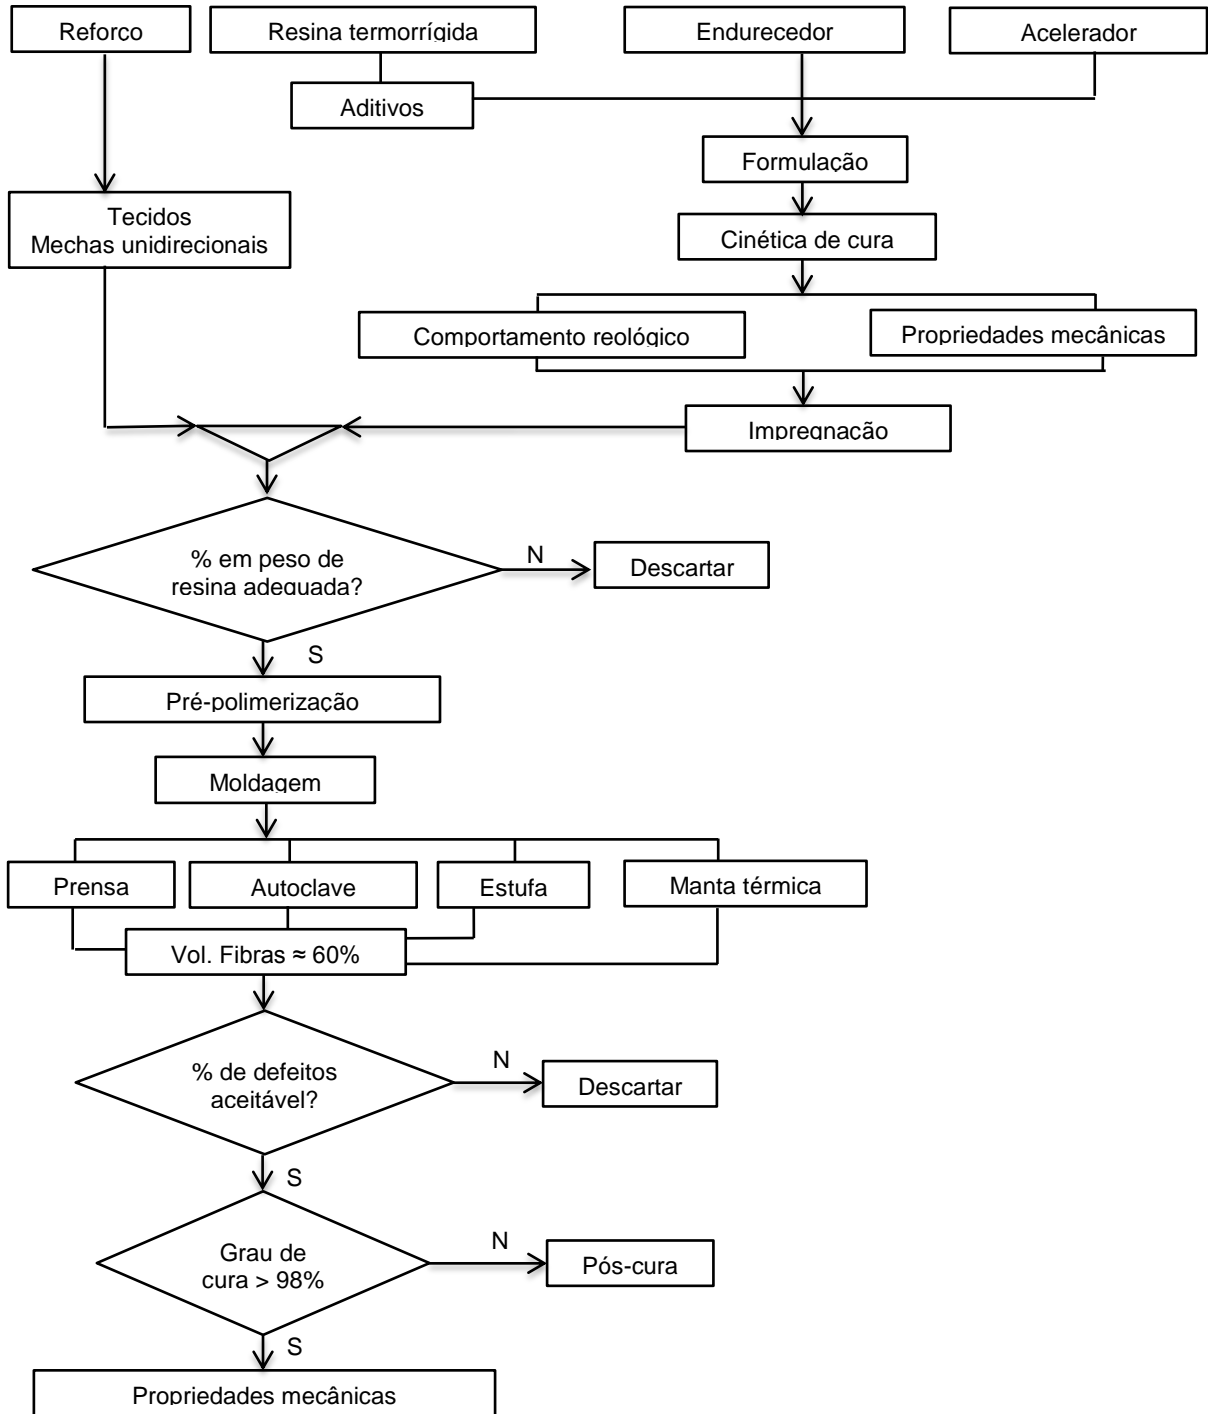 Reforço
Resina termorrígida
Endurecedor
Acelerador
Aditivos
Formulação
Tecidos
Mechas unidirecionais
Cinética de cura
Comportamento reológico
Propriedades mecânicas
Impregnação
% em peso de
resina adequada?
N
Descartar
S
Pré-polimerização
Moldagem
Prensa
Autoclave
Estufa
Manta térmica
Vol. Fibras ≈ 60%
% de defeitos
aceitável?
N
Descartar
S
Grau de
cura > 98%
N
Pós-cura
S
Propriedades mecânicas